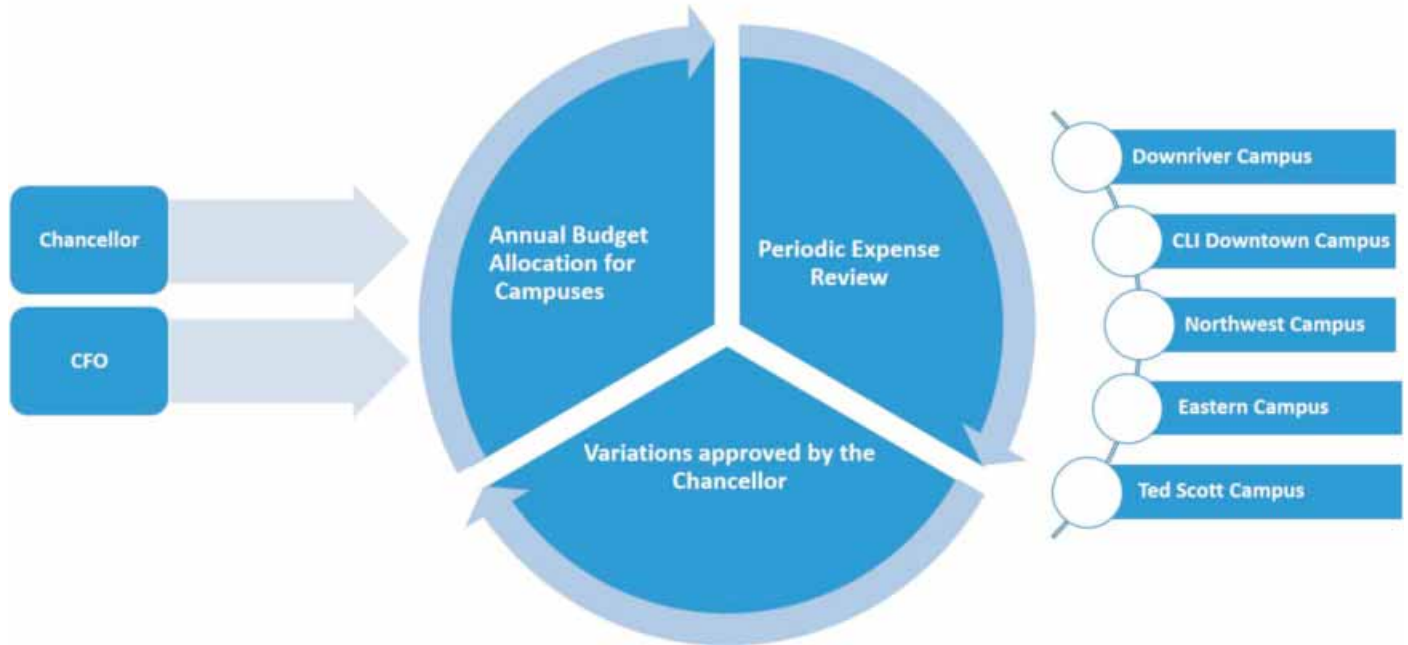 Chancellor
CFO
Annual Budget
Allocation for
Campuses
Periodic Expense
Review
Variations approved by the
Chancellor
Downriver Campus
CLI Downtown Campus
Northwest Campus
Eastern Campus
Ted Scott Campus